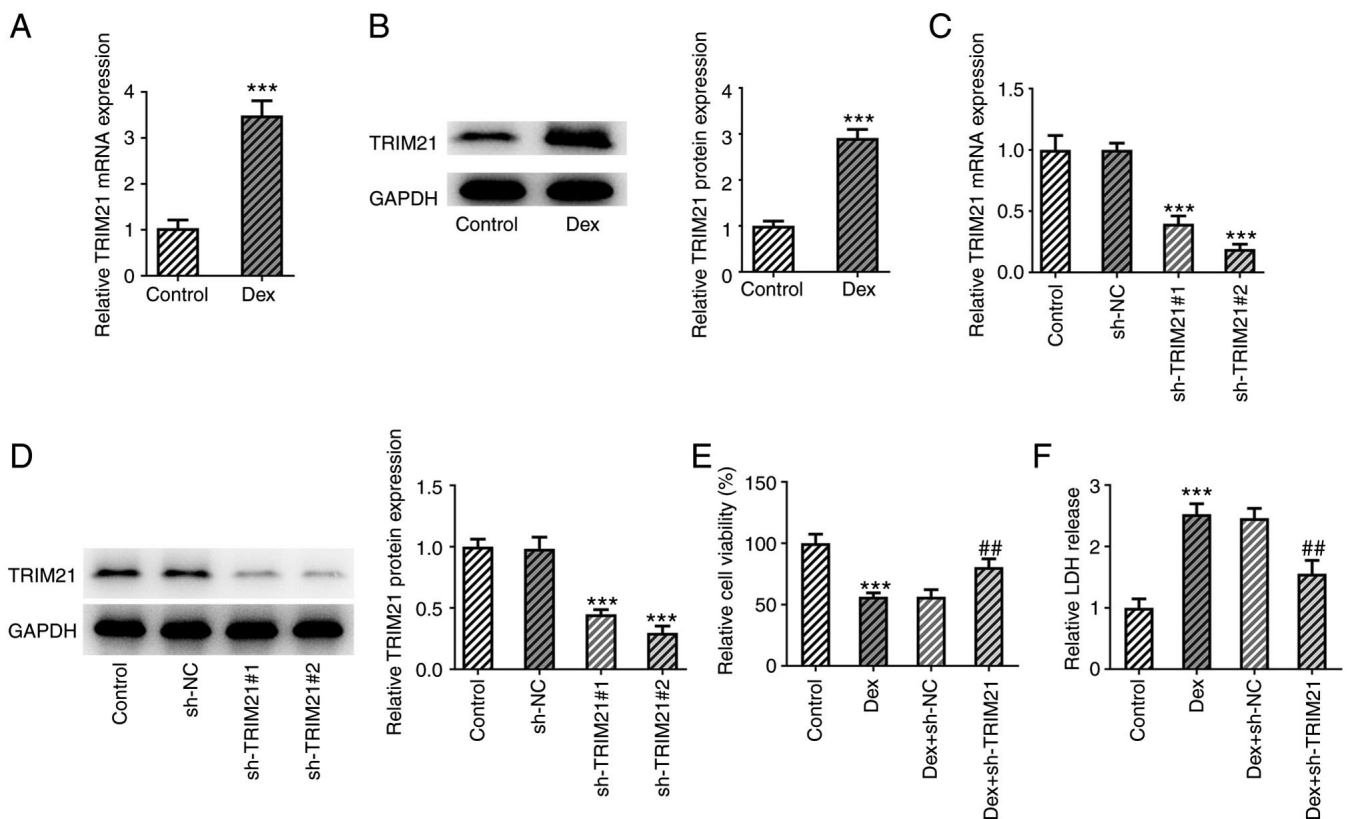 A
Relative TRIM21 mRNA expression
4
3
2
1
0
***
Control
Dex
B
TRIM21
GAPDH
Control
Dex
Relative TRIM21 protein expression
4
3
2
1
0
***
Control
Dex
C
Relative TRIM21 mRNA expression
1.5
1.0
0.5
0.0
***
***
Control
sh-NC
sh-TRIM21#1
sh-TRIM21#2
D
TRIM21
GAPDH
Control
sh-NC
sh-TRIM21#1
sh-TRIM21#2
Relative TRIM21 protein expression
1.5
1.0
0.5
0.0
***
***
Control
sh-NC
sh-TRIM21#1
sh-TRIM21#2
E
Relative cell viability (%)
150
100
50
0
***
##
Control
Dex
Dex+sh-NC
Dex+sh-TRIM21
F
Relative LDH release
3
2
1
0
***
##
Control
Dex
Dex+sh-NC
Dex+sh-TRIM21